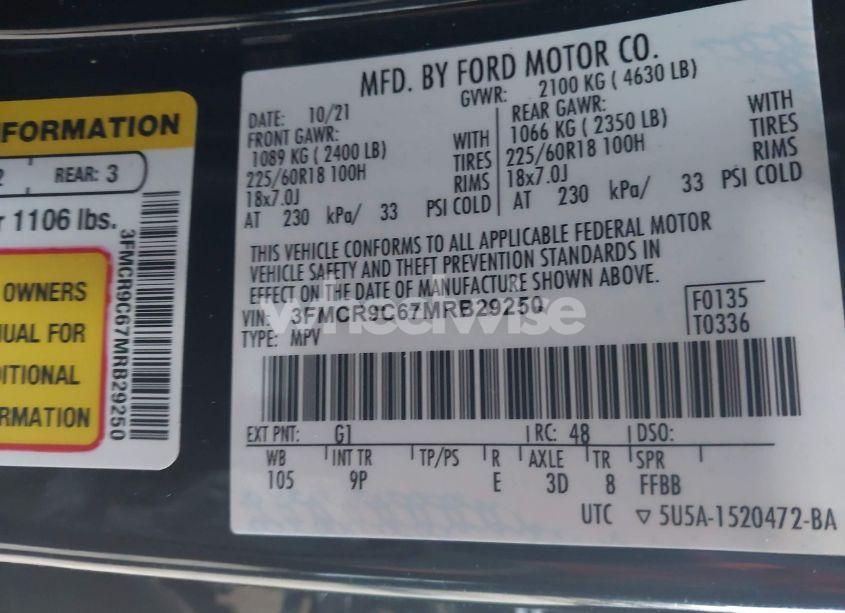 NFORMATION
2 REAR: 3
r 1106 lbs.
OWNERS
UAL FOR
ITIONAL
RMATION
3FMCR9C67MRB29250
MFD. BY FORD MOTOR CO.
DATE: 10/21 GVWR: 2100 KG ( 4630 LB)
FRONT GAWR: REAR GAWR:
1089 KG ( 2400 LB) WITH 1066 KG ( 2350 LB) WITH
225/60R18 100H TIRES 225/60R18 100H TIRES
18x7.0J RIMS 18x7.0J RIMS
AT 230 kPa/ 33 PSI COLD AT 230 kPa/ 33 PSI COLD
THIS VEHICLE CONFORMS TO ALL APPLICABLE FEDERAL MOTOR
VEHICLE SAFETY AND THEFT PREVENTION STANDARDS IN
EFFECT ON THE DATE OF MANUFACTURE SHOWN ABOVE.
VIN: 3FMCR9C67MRB29250 F0135
TYPE: MPV T0336
EXT PNT: G1 RC: 48 DSO:
WB INT TR TP/PS R AXLE TR SPR
105 9P E 3D 8 FFBB
UTC ▽ 5U5A-1520472-BA